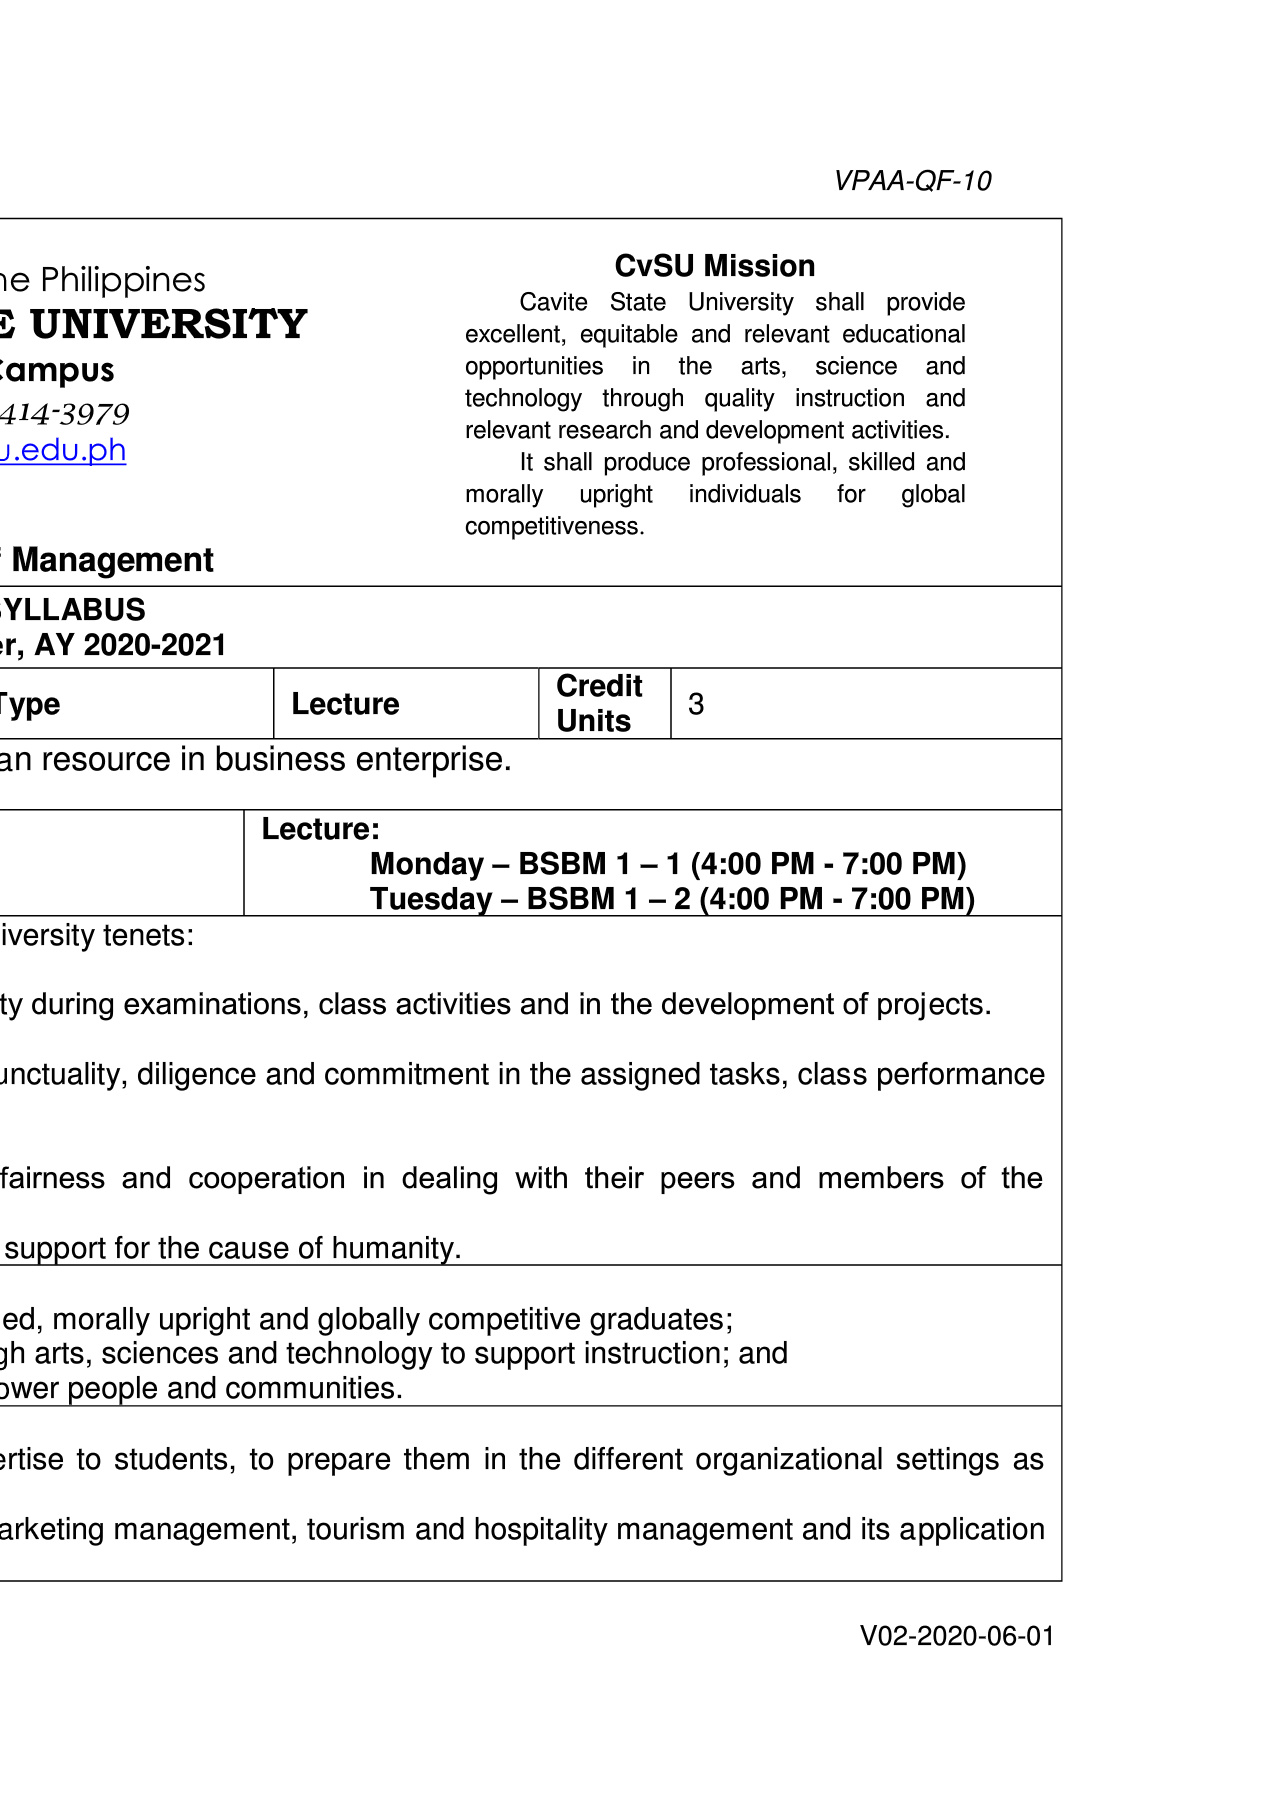 VPAA-QF-10
ne Philippines
E UNIVERSITY
Campus
414-3979
u.edu.ph
f Management
CvSU Mission
Cavite State University shall provide
excellent, equitable and relevant educational
opportunities in the arts, science and
technology through quality instruction and
relevant research and development activities.
It shall produce professional, skilled and
morally upright individuals for global
competitiveness.
SYLLABUS
er, AY 2020-2021
Type
Lecture
Credit
Units
3
an resource in business enterprise.
Lecture:
Monday – BSBM 1 – 1 (4:00 PM - 7:00 PM)
Tuesday – BSBM 1 – 2 (4:00 PM - 7:00 PM)
iversity tenets:
ty during examinations, class activities and in the development of projects.
unctuality, diligence and commitment in the assigned tasks, class performance
fairness and cooperation in dealing with their peers and members of the
support for the cause of humanity.
ed, morally upright and globally competitive graduates;
gh arts, sciences and technology to support instruction; and
ower people and communities.
ertise to students, to prepare them in the different organizational settings as
arketing management, tourism and hospitality management and its application
V02-2020-06-01